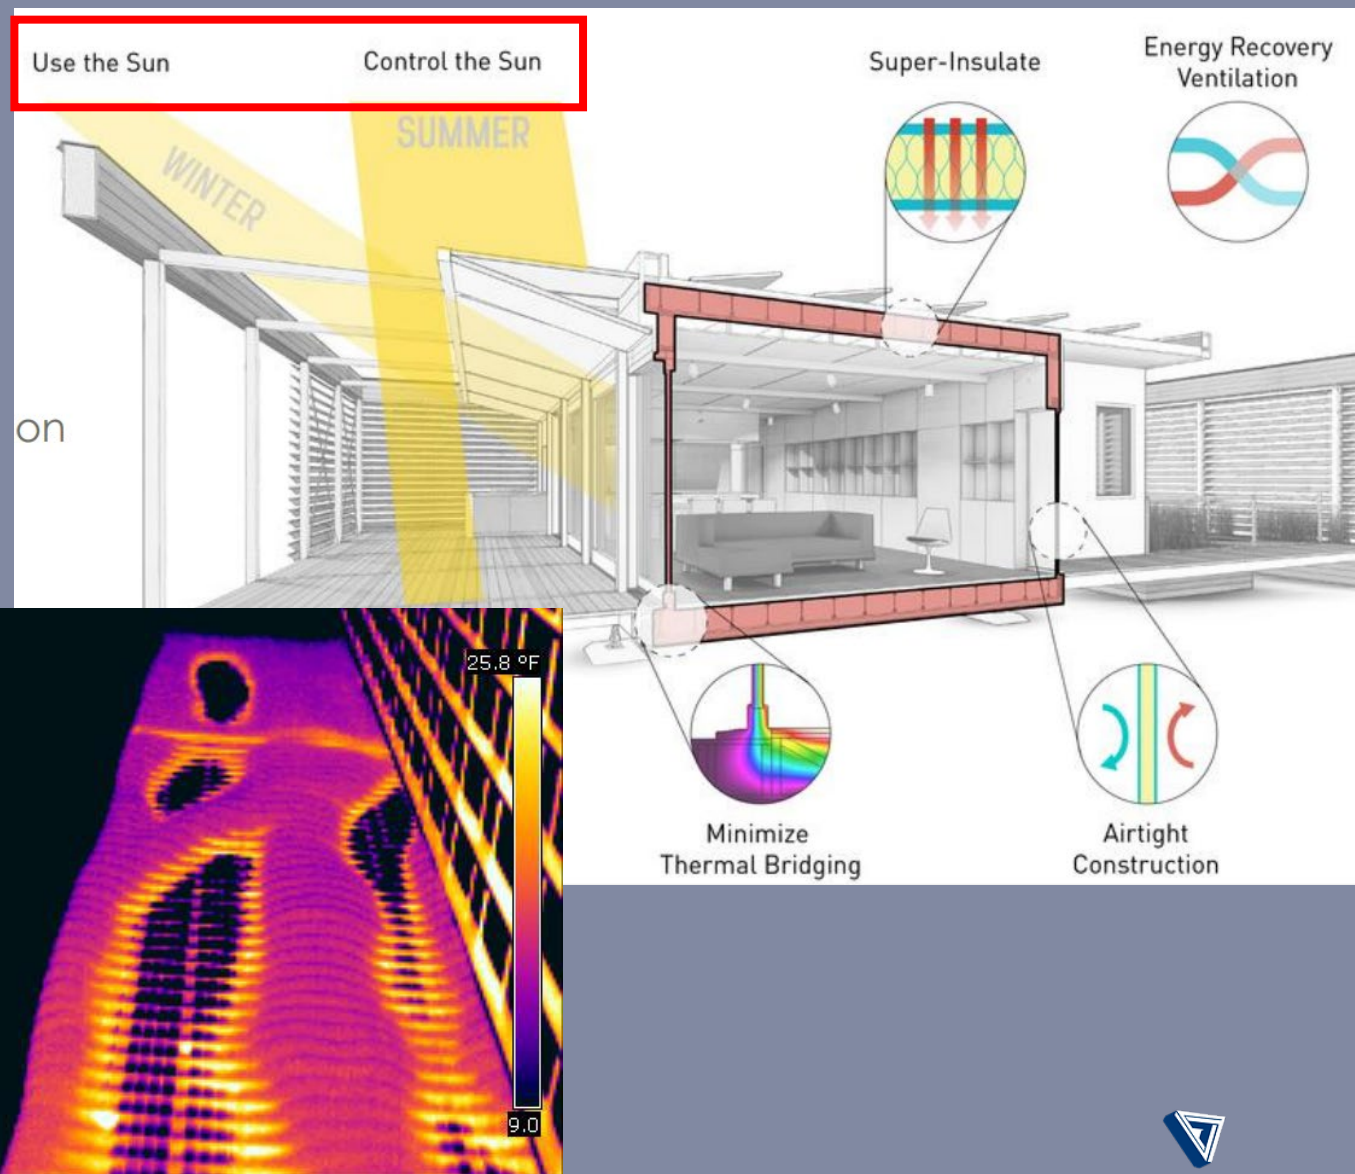 Use the Sun
Control the Sun
Super-Insulate
Energy Recovery
Ventilation
WINTER
SUMMER
on
25.8 °F
9.0
Minimize
Thermal Bridging
Airtight
Construction